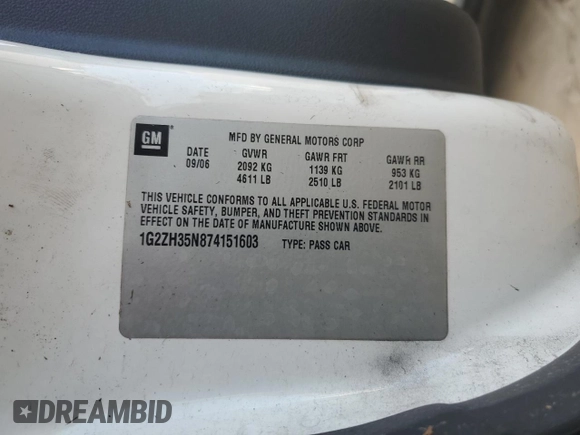 GM
MFD BY GENERAL MOTORS CORP
DATE GVWR GAWR FRT GAWR RR
09/06 2092 KG 1139 KG 953 KG
4611 LB 2510 LB 2101 LB
THIS VEHICLE CONFORMS TO ALL APPLICABLE U.S. FEDERAL MOTOR
VEHICLE SAFETY, BUMPER, AND THEFT PREVENTION STANDARDS IN
EFFECT ON THE DATE OF MANUFACTURE SHOWN ABOVE.
1G2ZH35N874151603 TYPE: PASS CAR
DREAMBID